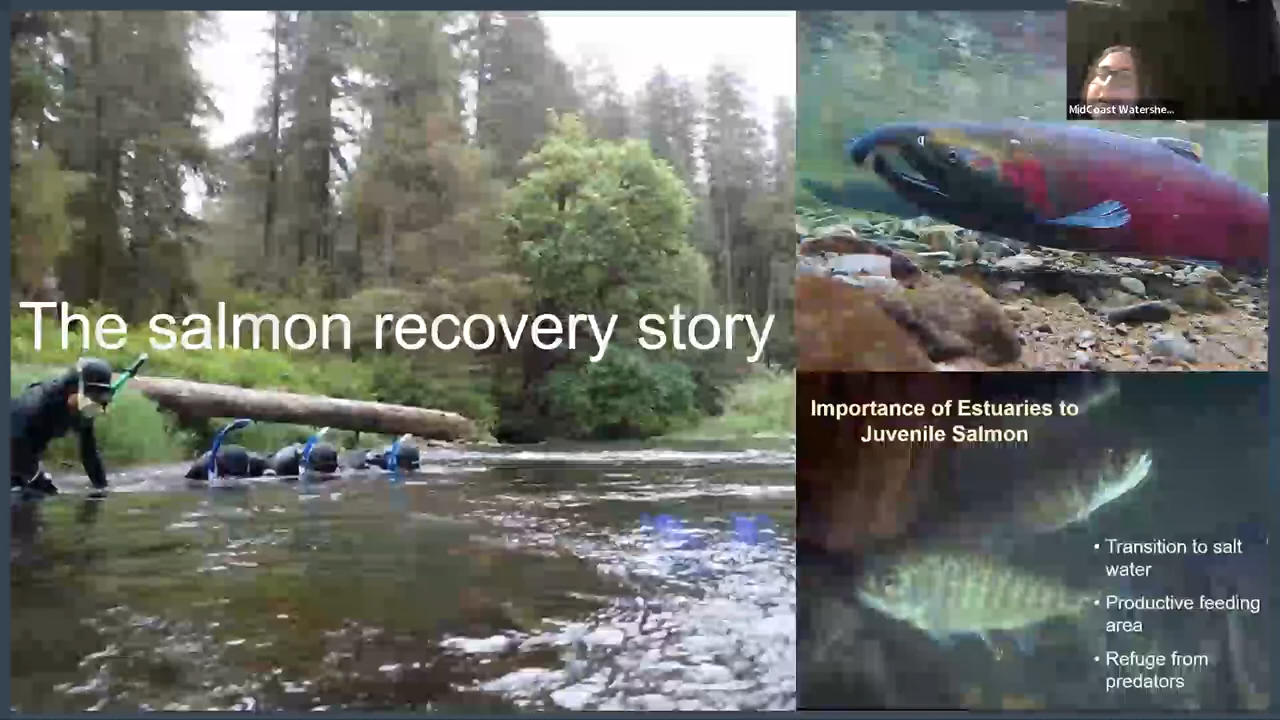 MidCoast Watershe...
The salmon recovery story
Importance of Estuaries to
Juvenile Salmon
• Transition to salt
water
• Productive feeding
area
• Refuge from
predators